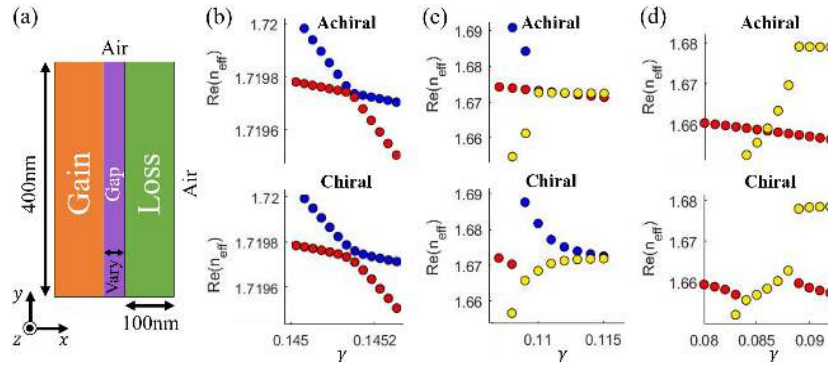 (a)
Air
400nm
Gain
Gap
Loss
Air
Vary
y
z
x
100nm
(b)
Achiral
Re(n_eff)
1.72
1.7198
1.7196
Chiral
Re(n_eff)
1.72
1.7198
1.7196
0.145
0.1452
γ
(c)
Achiral
Re(n_eff)
1.69
1.68
1.67
1.66
Chiral
Re(n_eff)
1.69
1.68
1.67
1.66
0.11
0.115
γ
(d)
Achiral
Re(n_eff)
1.68
1.66
Chiral
Re(n_eff)
1.68
1.67
1.66
0.08
0.085
0.09
γ